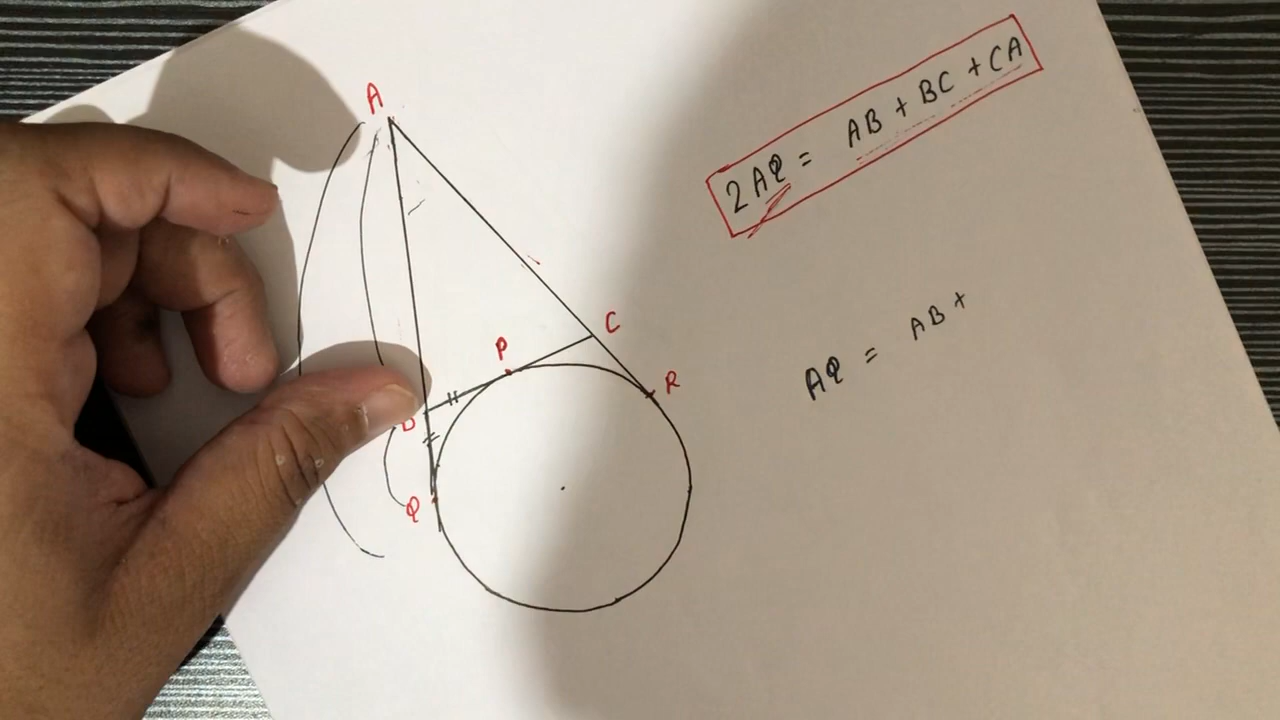 A
2AQ = AB + BC + CA
C
P
R
AQ = AB +
B
Q